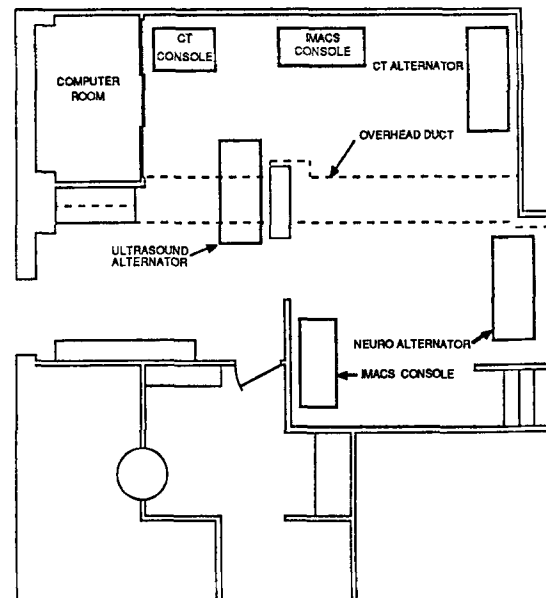 CT
CONSOLE
IMACS
CONSOLE
CT ALTERNATOR
COMPUTER
ROOM
OVERHEAD DUCT
ULTRASOUND
ALTERNATOR
NEURO ALTERNATOR
IMACS CONSOLE